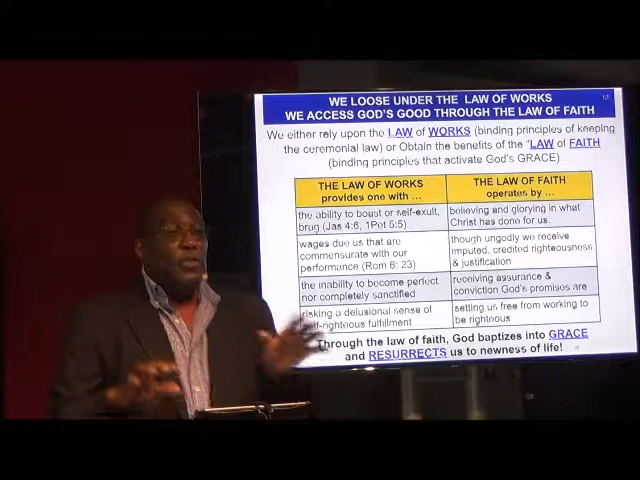 WE LOOSE UNDER THE LAW OF WORKS
12
WE ACCESS GOD'S GOOD THROUGH THE LAW OF FAITH
We either rely upon the LAW of WORKS (binding principles of keeping
the ceremonial law) or Obtain the benefits of the "LAW of FAITH
(binding principles that activate God's GRACE)
THE LAW OF WORKS
provides one with ...
THE LAW OF FAITH
operates by ...
the ability to boast or self-exult,
brug (Jas 4:6, 1Pet 5:5)
believing and glorying in what
Christ has done for us.
wages due us that are
commensurate with our
performance (Rom 6: 23)
though ungodly we receive
imputed, credited righteousness
& justification
the inability to become perfect
nor completely sanctified
receiving assurance &
conviction God's promises are
risking a delusional sense of
self-righteous fulfillment
setting us free from working to
be righteous
Through the law of faith, God baptizes into GRACE
and RESURRECTS us to newness of life!